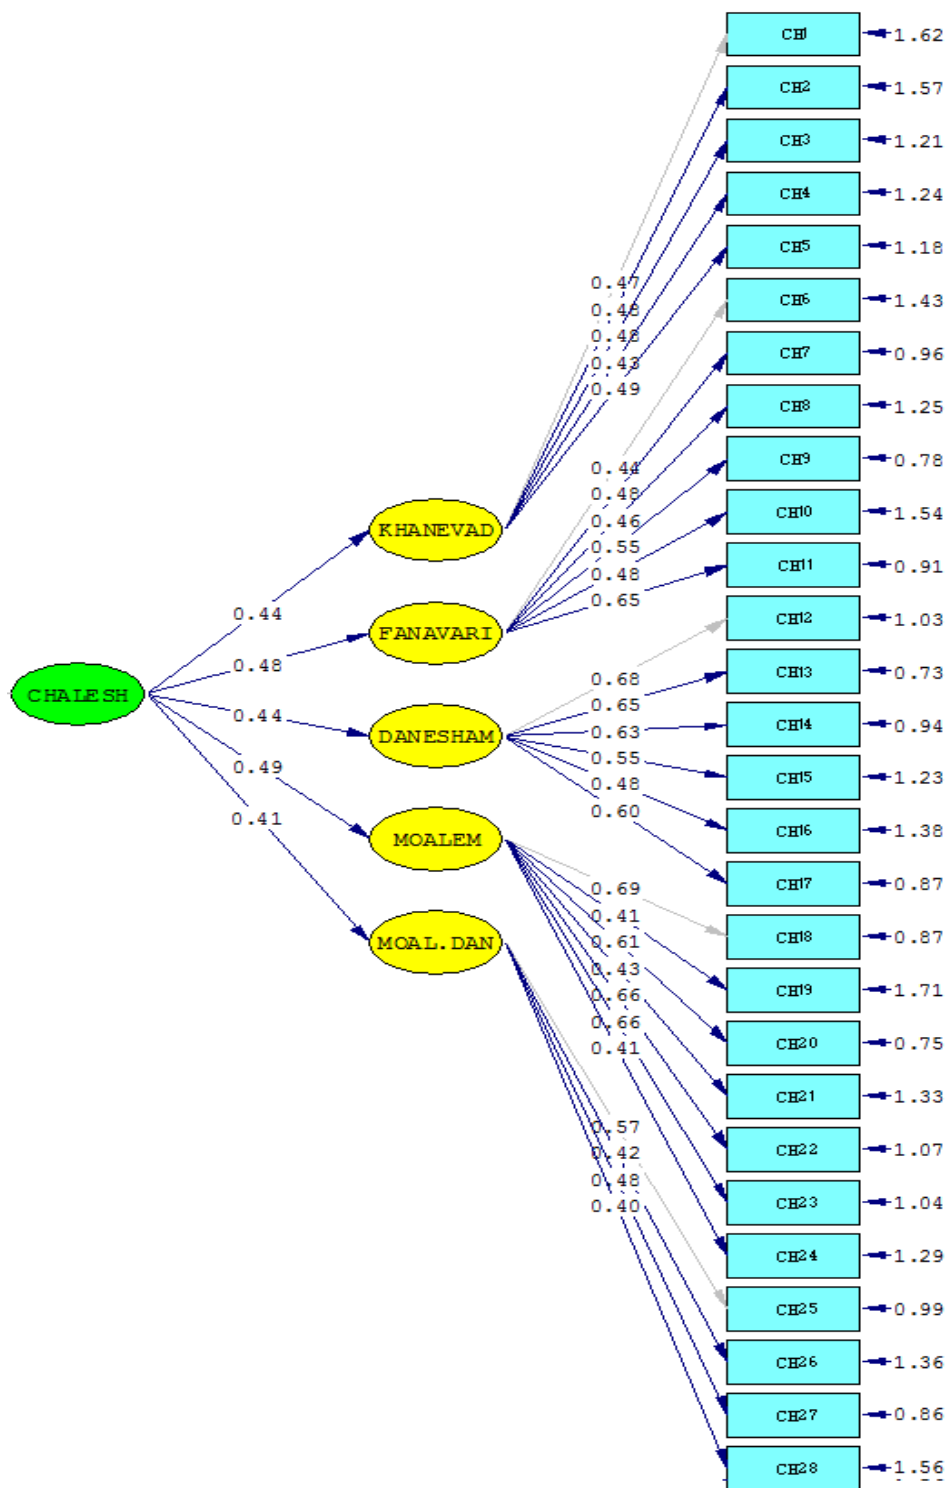 CH1 1.62
CH2 1.57
CH3 1.21
CH4 1.24
CH5 1.18
CH6 1.43
CH7 0.96
CH8 1.25
CH9 0.78
CH10 1.54
CH11 0.91
CH12 1.03
CH13 0.73
CH14 0.94
CH15 1.23
CH16 1.38
CH17 0.87
CH18 0.87
CH19 1.71
CH20 0.75
CH21 1.33
CH22 1.07
CH23 1.04
CH24 1.29
CH25 0.99
CH26 1.36
CH27 0.86
CH28 1.56
0.47
0.48
0.48
0.43
0.49
0.44
0.48
0.46
0.55
0.48
0.65
0.68
0.65
0.63
0.55
0.48
0.60
0.69
0.41
0.61
0.43
0.66
0.66
0.41
0.57
0.42
0.48
0.40
KHANEVAD
FANAVARI
DANESHAM
MOALEM
MOAL.DAN
0.44
0.48
0.44
0.49
0.41
CHALESH